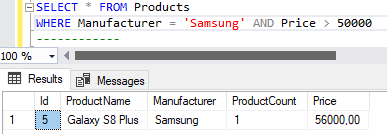 SELECT * FROM Products
WHERE Manufacturer = 'Samsung' AND Price > 50000
------------
100 %
Results Messages
Id ProductName Manufacturer ProductCount Price
1 5 Galaxy S8 Plus Samsung 1 56000,00